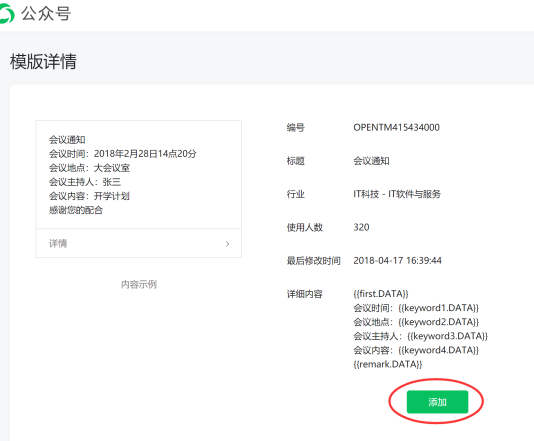 公众号
模版详情
会议通知
会议时间：2018年2月28日14点20分
会议地点：大会议室
会议主持人：张三
会议内容：开学计划
感谢您的配合
详情
内容示例
编号 OPENTM415434000
标题 会议通知
行业 IT科技 - IT软件与服务
使用人数 320
最后修改时间 2018-04-17 16:39:44
详细内容 {{first.DATA}}
会议时间：{{keyword1.DATA}}
会议地点：{{keyword2.DATA}}
会议主持人：{{keyword3.DATA}}
会议内容：{{keyword4.DATA}}
{{remark.DATA}}
添加